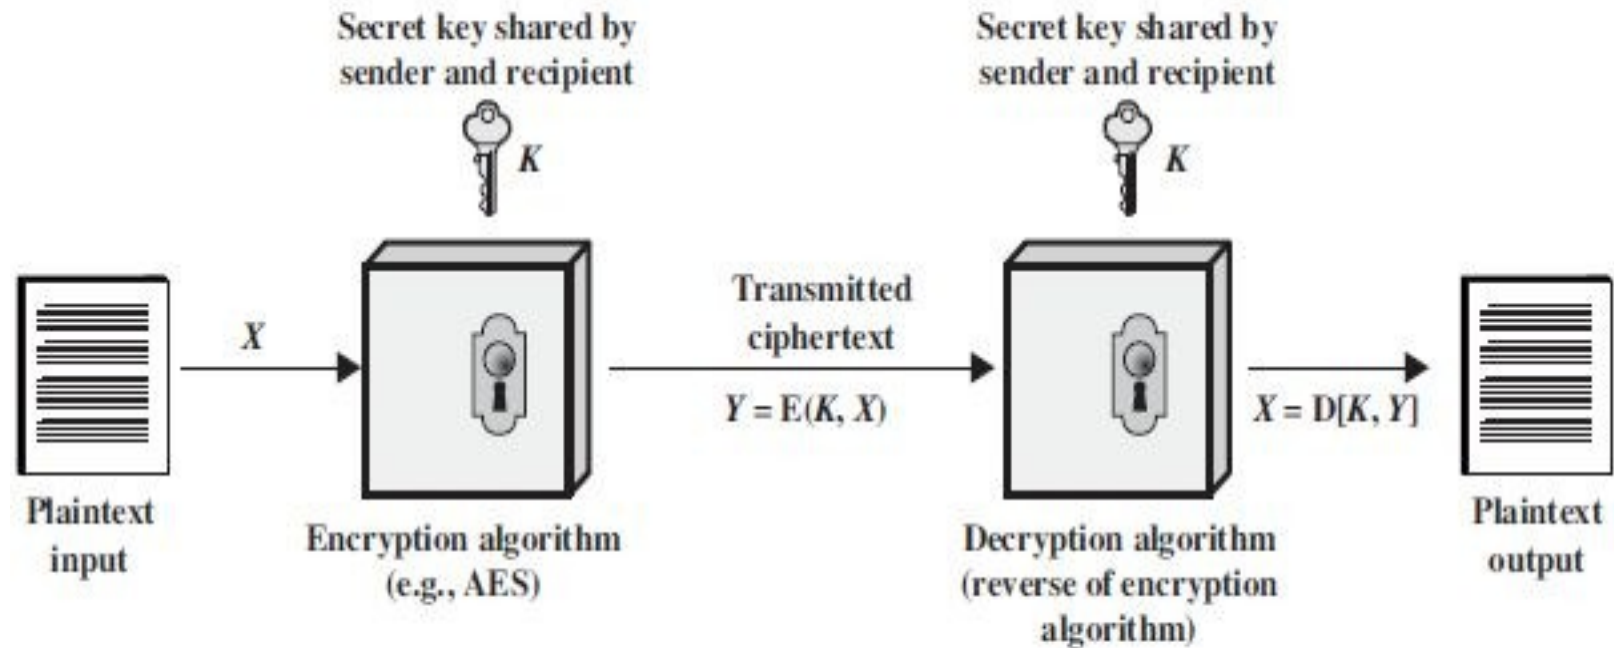 Secret key shared by
sender and recipient
K
Secret key shared by
sender and recipient
K
X
Transmitted
ciphertext
Y = E(K, X)
X = D[K, Y]
Plaintext
input
Encryption algorithm
(e.g., AES)
Decryption algorithm
(reverse of encryption
algorithm)
Plaintext
output